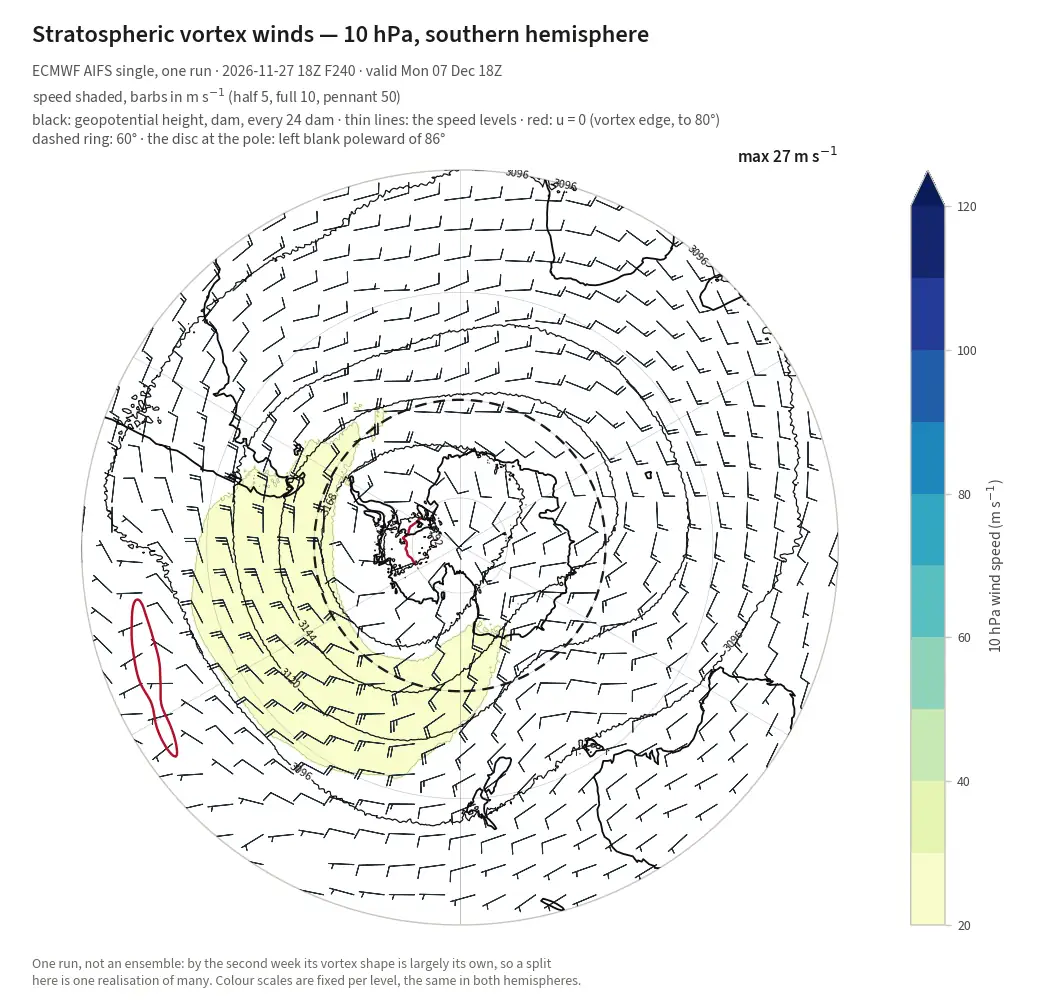 Stratospheric vortex winds — 10 hPa, southern hemisphere
ECMWF AIFS single, one run · 2026-11-27 18Z F240 · valid Mon 07 Dec 18Z
speed shaded, barbs in m s⁻¹ (half 5, full 10, pennant 50)
black: geopotential height, dam, every 24 dam · thin lines: the speed levels · red: u = 0 (vortex edge, to 80°)
dashed ring: 60° · the disc at the pole: left blank poleward of 86°
max 27 m s⁻¹
3096
3096
3096
3168
3144
3120
3096
3096
120
100
80
60
40
20
10 hPa wind speed (m s⁻¹)
One run, not an ensemble: by the second week its vortex shape is largely its own, so a split
here is one realisation of many. Colour scales are fixed per level, the same in both hemispheres.